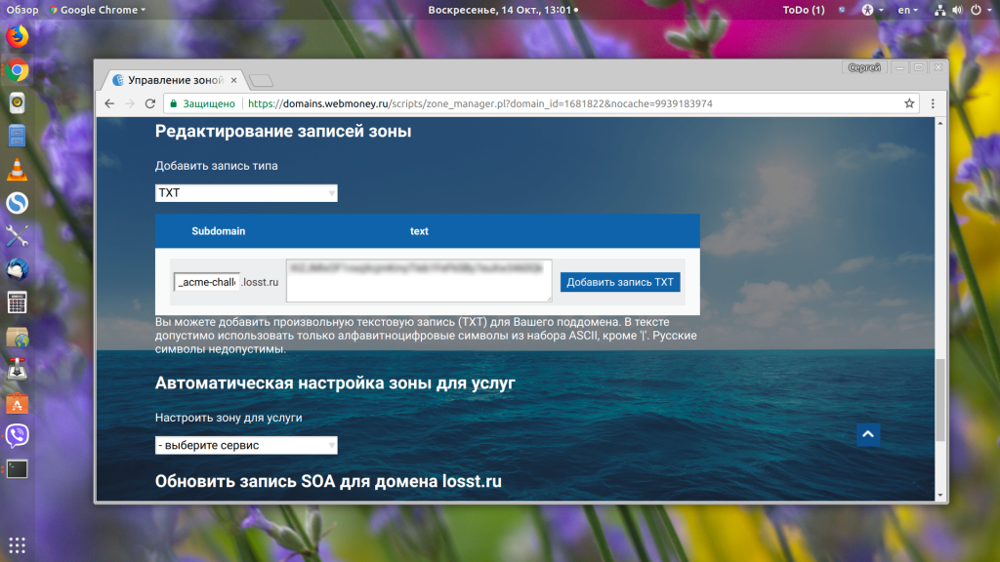 Обзор
Google Chrome
Воскресенье, 14 Окт., 13:01
ToDo (1)
en
Сергей
Управление зоной
Защищено
https://domains.webmoney.ru/scripts/zone_manager.pl?domain_id=1681822&nocache=9939183974
Редактирование записей зоны
Добавить запись типа
TXT
Subdomain text
_acme-chall .losst.ru
Добавить запись TXT
Вы можете добавить произвольную текстовую запись (TXT) для Вашего поддомена. В тексте
допустимо использовать только алфавитноцифровые символы из набора ASCII, кроме '|'. Русские
символы недопустимы.
Автоматическая настройка зоны для услуг
Настроить зону для услуги
- выберите сервис
Обновить запись SOA для домена losst.ru